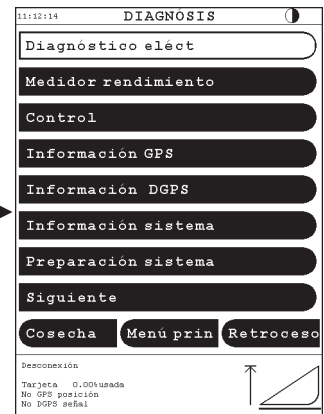 11:12:14 DIAGNÓSIS
Diagnóstico eléct
Medidor rendimiento
Control
Información GPS
Información DGPS
Información sistema
Preparación sistema
Siguiente
Cosecha Menú prin Retroceso
Desconexión
Tarjeta 0.00%usada
No GPS posición
No DGPS señal